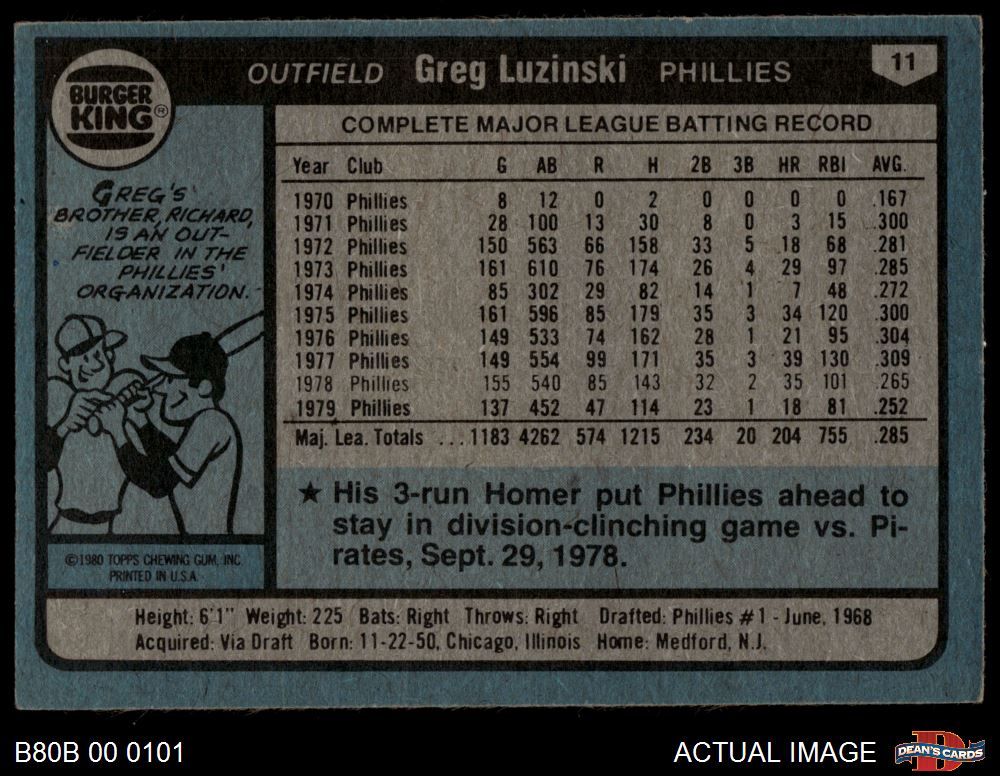 BURGER
KING®
OUTFIELD Greg Luzinski PHILLIES 11
GREG'S
BROTHER, RICHARD,
IS AN OUT-
FIELDER IN THE
PHILLIES'
ORGANIZATION.
©1980 TOPPS CHEWING GUM, INC.
PRINTED IN U.S.A.
COMPLETE MAJOR LEAGUE BATTING RECORD
Year Club G AB R H 2B 3B HR RBI AVG.
1970 Phillies 8 12 0 2 0 0 0 0 .167
1971 Phillies 28 100 13 30 8 0 3 15 .300
1972 Phillies 150 563 66 158 33 5 18 68 .281
1973 Phillies 161 610 76 174 26 4 29 97 .285
1974 Phillies 85 302 29 82 14 1 7 48 .272
1975 Phillies 161 596 85 179 35 3 34 120 .300
1976 Phillies 149 533 74 162 28 1 21 95 .304
1977 Phillies 149 554 99 171 35 3 39 130 .309
1978 Phillies 155 540 85 143 32 2 35 101 .265
1979 Phillies 137 452 47 114 23 1 18 81 .252
Maj. Lea. Totals ...1183 4262 574 1215 234 20 204 755 .285
★ His 3-run Homer put Phillies ahead to
stay in division-clinching game vs. Pi-
rates, Sept. 29, 1978.
Height: 6'1" Weight: 225 Bats: Right Throws: Right Drafted: Phillies #1 - June, 1968
Acquired: Via Draft Born: 11-22-50, Chicago, Illinois Home: Medford, N.J.
B80B 00 0101 ACTUAL IMAGE DEAN'S CARDS